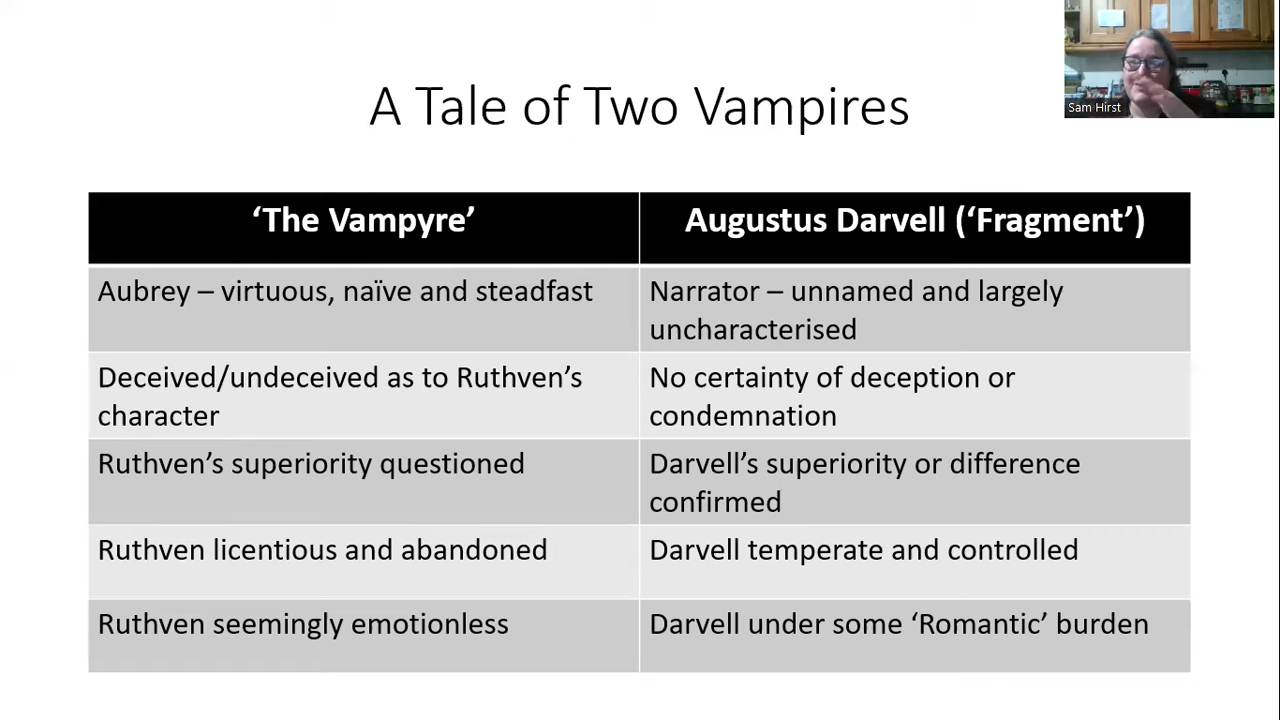 A Tale of Two Vampires
Sam Hirst
‘The Vampyre’
Augustus Darvell (‘Fragment’)
Aubrey – virtuous, naïve and steadfast
Narrator – unnamed and largely
uncharacterised
Deceived/undeceived as to Ruthven’s
character
No certainty of deception or
condemnation
Ruthven’s superiority questioned
Darvell’s superiority or difference
confirmed
Ruthven licentious and abandoned
Darvell temperate and controlled
Ruthven seemingly emotionless
Darvell under some ‘Romantic’ burden